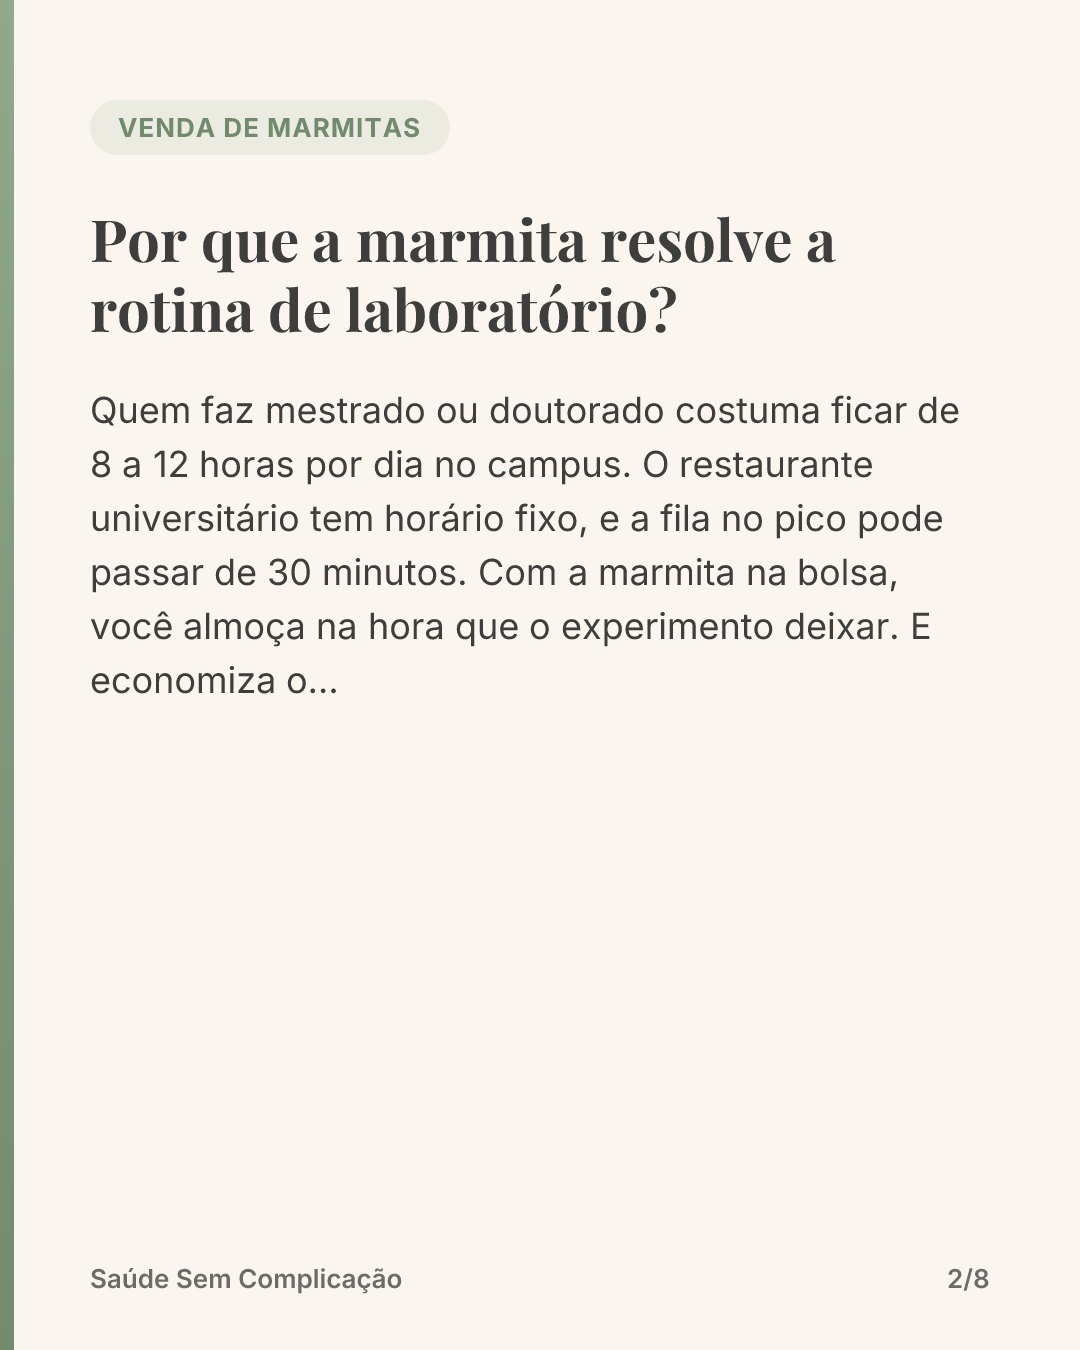 VENDA DE MARMITAS
Por que a marmita resolve a
rotina de laboratório?
Quem faz mestrado ou doutorado costuma ficar de
8 a 12 horas por dia no campus. O restaurante
universitário tem horário fixo, e a fila no pico pode
passar de 30 minutos. Com a marmita na bolsa,
você almoça na hora que o experimento deixar. E
economiza o...
Saúde Sem Complicação
2/8